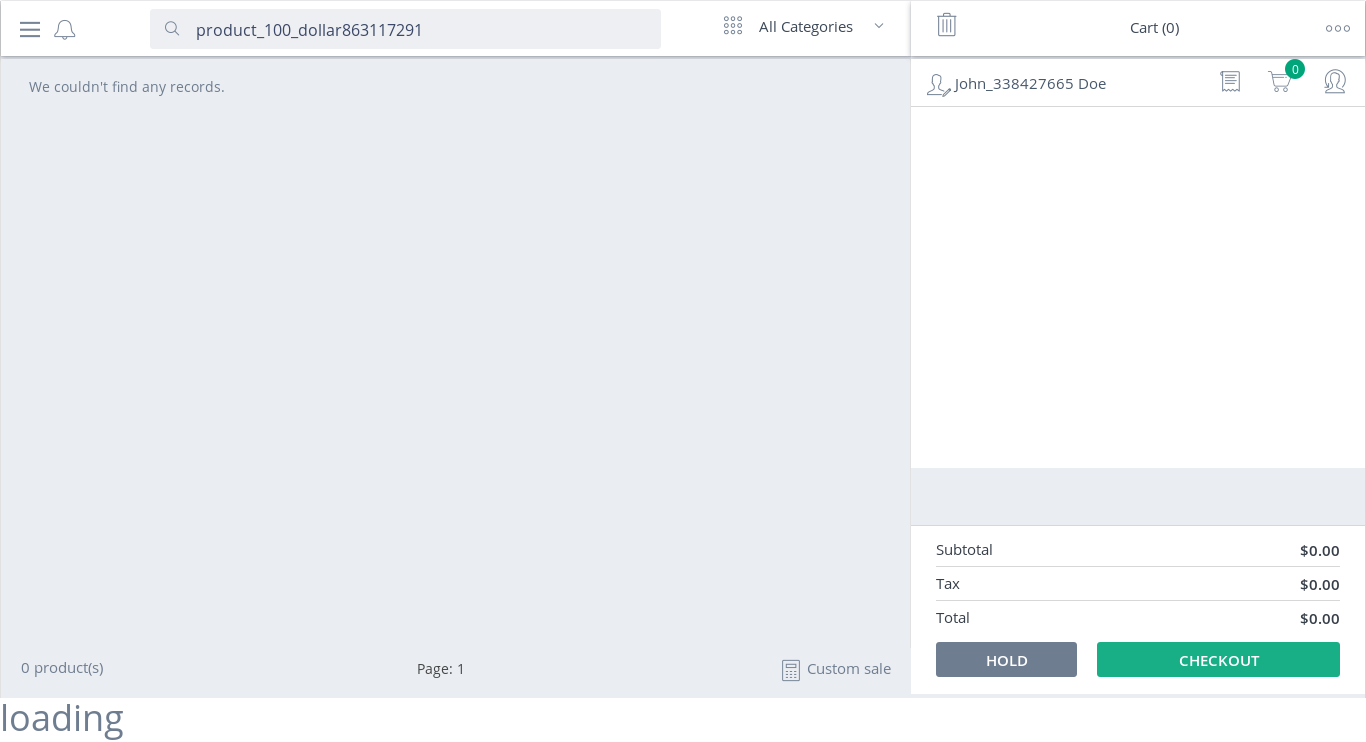 product_100_dollar863117291
All Categories
Cart (0)
We couldn't find any records.
John_338427665 Doe
0
Subtotal $0.00
Tax $0.00
Total $0.00
HOLD CHECKOUT
0 product(s) Page: 1 Custom sale
loading